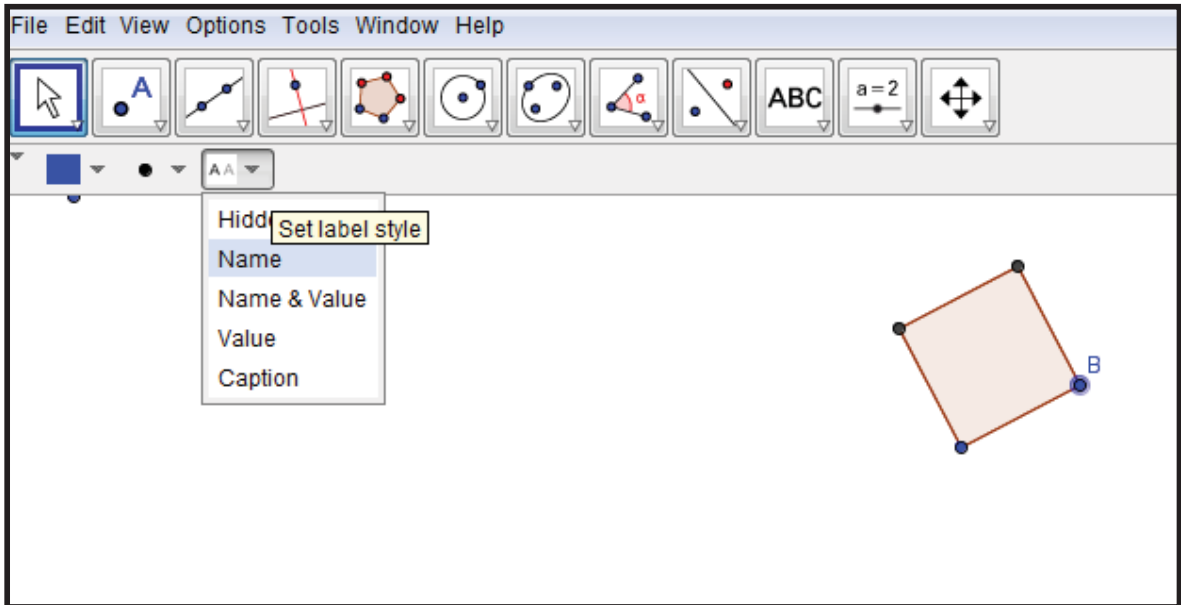 File Edit View Options Tools Window Help
A
α
ABC
a = 2
A A
Set label style
Name
Name & Value
Value
Caption
B